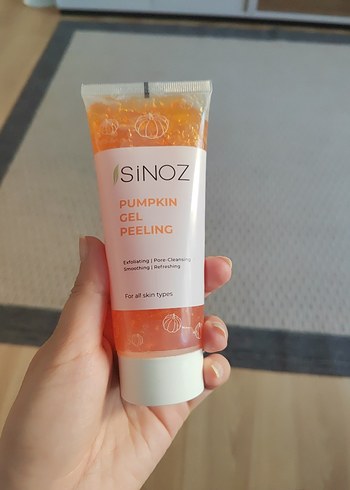 SiNOZ
PUMPKIN
GEL
PEELING
Exfoliating | Pore-Cleansing
Smoothing | Refreshing
For all skin types